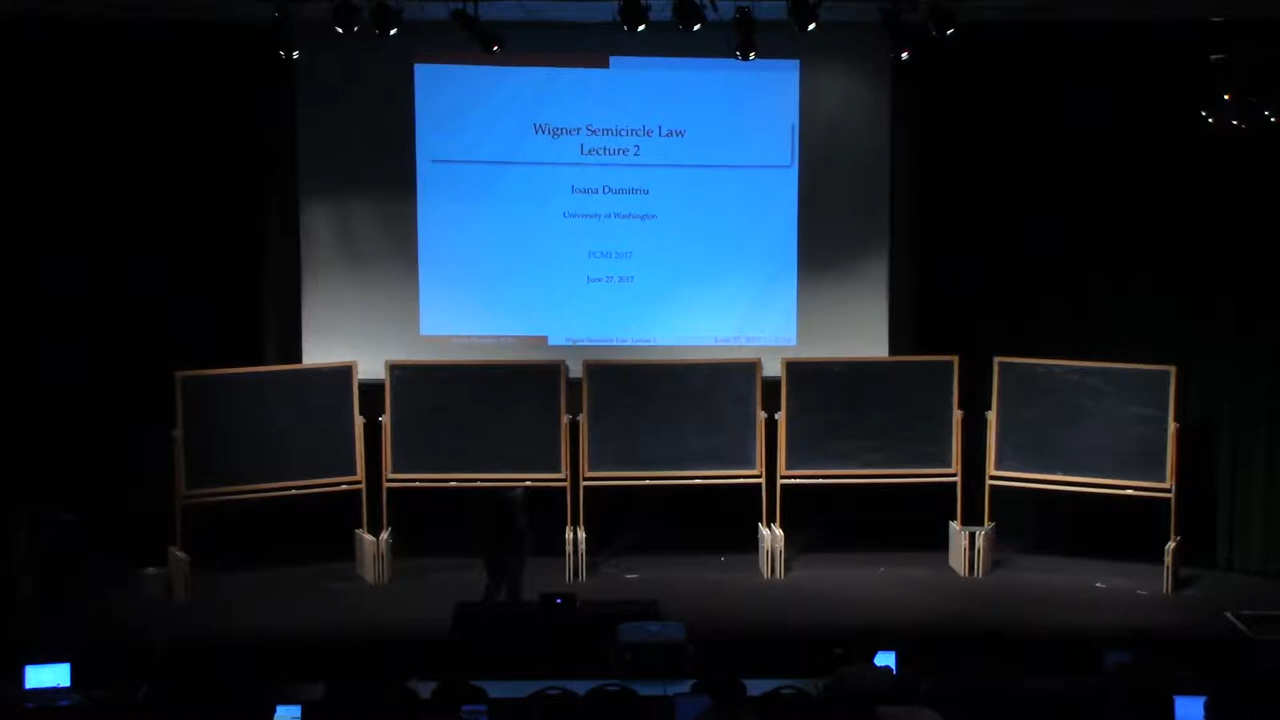 Wigner Semicircle Law
Lecture 2
Ioana Dumitriu
University of Washington
PCMI 2017
June 27, 2017
Wigner Semicircle Law Lecture 2
June 27, 2017